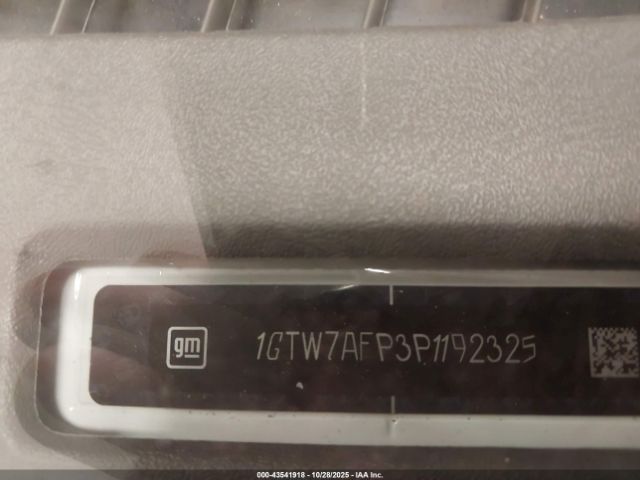 gm 1GTW7AFP3P1192325
000-43541918 - 10/28/2025 - IAA Inc.